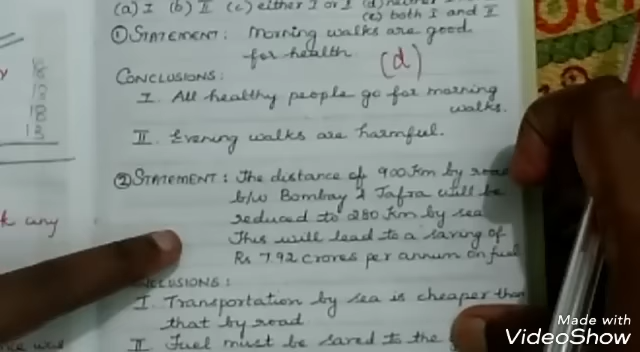 (a) I (b) II (c) either I or I (d) neither
(e) both I and II
① STATEMENT: Morning walks are good
for health
(d)
CONCLUSIONS:
I. All healthy people go for morning
walks.
II. Evening walks are harmful.
② STATEMENT: The distance of 900 Km by road
b/w Bombay & Jafra will be
reduced to 280 Km by sea
This will lead to a saving of
Rs 7.92 crores per annum on fuel
I. Transportation by sea is cheaper than
that by road
II Fuel must be saved to the
k any
18
Made with
VideoShow